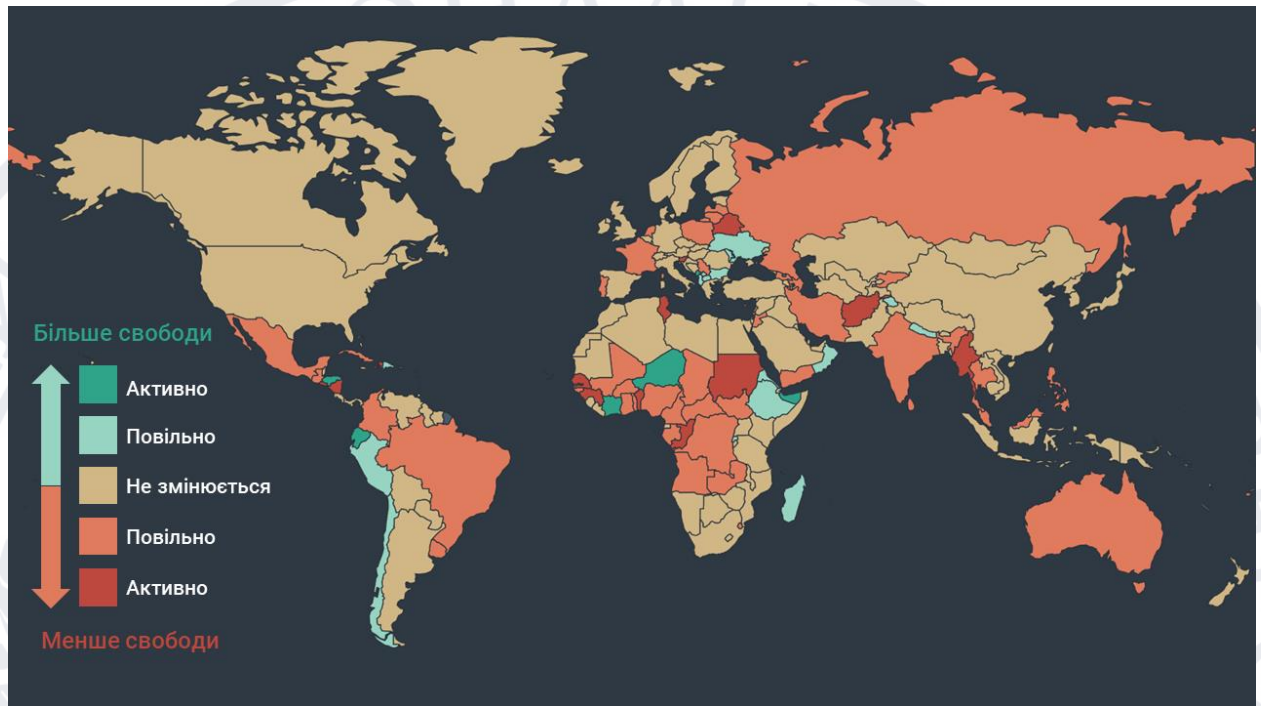 Більше свободи
Активно
Повільно
Не змінюється
Повільно
Активно
Менше свободи